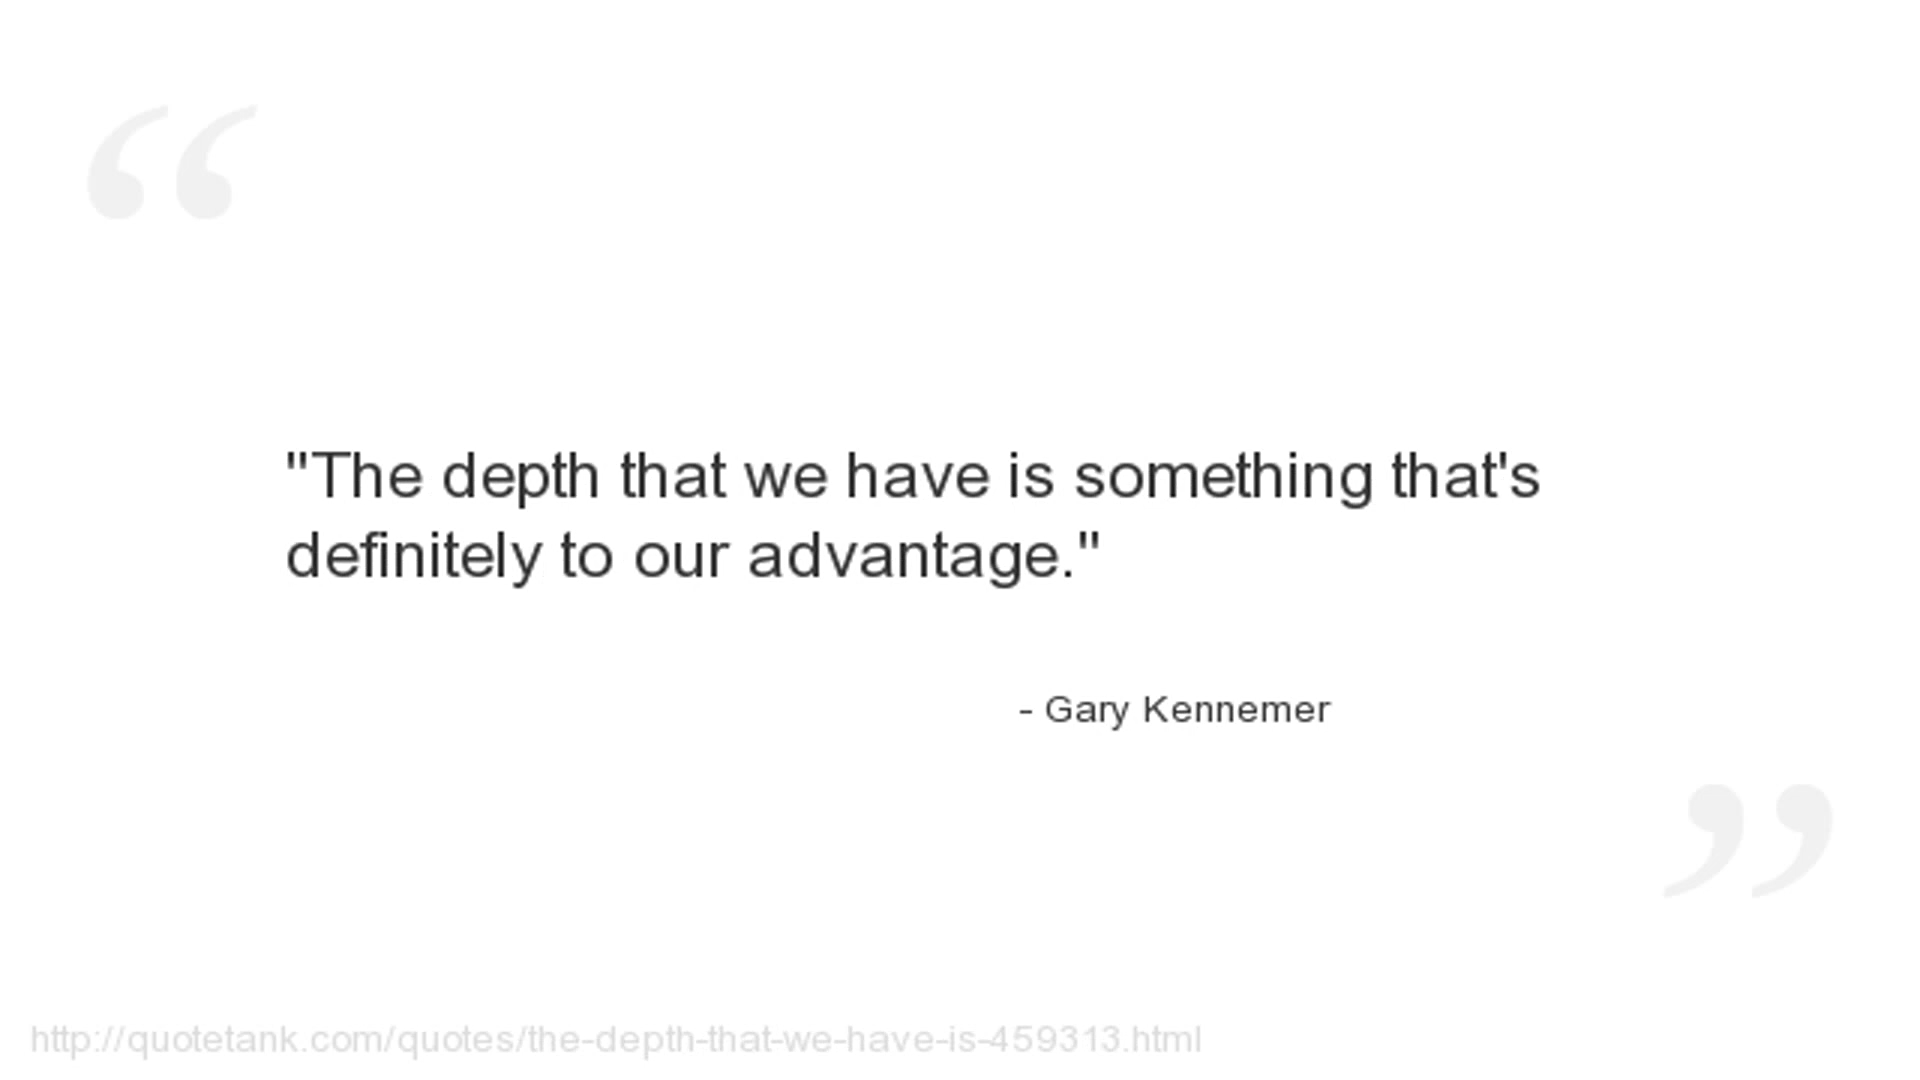 "The depth that we have is something that's
definitely to our advantage."
- Gary Kennemer
http://quotetank.com/quotes/the-depth-that-we-have-is-459313.html